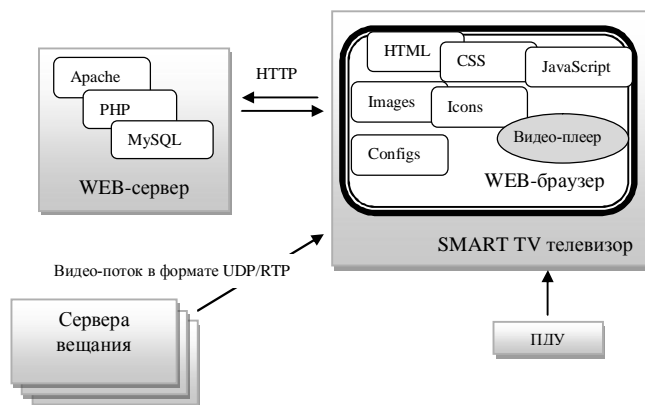 Apache
PHP
MySQL
WEB-сервер
HTTP
HTML
CSS
JavaScript
Images
Icons
Видео-плеер
Configs
WEB-браузер
SMART TV телевизор
Видео-поток в формате UDP/RTP
Сервера
вещания
ПДУ